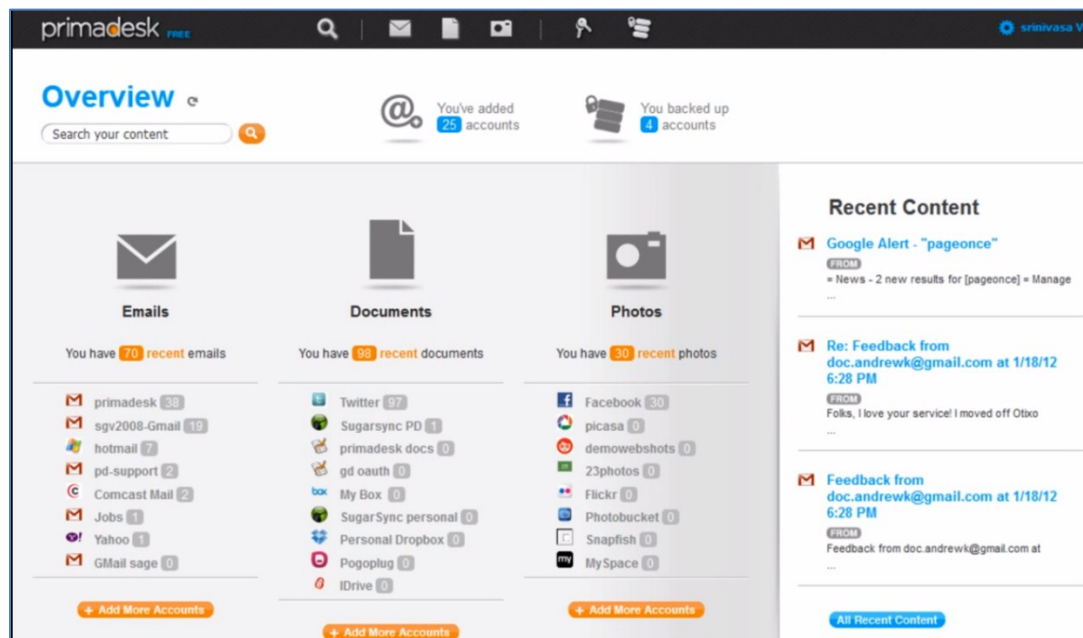 primadesk FREE
srinivasa V
Overview
Search your content
You've added
25 accounts
You backed up
4 accounts
Emails
You have 70 recent emails
primadesk 38
sgv2008-Gmail 19
hotmail 7
pd-support 2
Comcast Mail 2
Jobs 1
Yahoo 1
GMail sage 0
+ Add More Accounts
Documents
You have 98 recent documents
Twitter 97
Sugarsync PD 1
primadesk docs 0
gd oauth 0
box My Box 0
SugarSync personal 0
Personal Dropbox 0
Pogoplug 0
IDrive 0
+ Add More Accounts
Photos
You have 30 recent photos
Facebook 30
picasa 0
demowebshots 0
23photos 0
Flickr 0
Photobucket 0
Snapfish 0
my MySpace 0
+ Add More Accounts
Recent Content
Google Alert - "pageonce"
FROM
= News - 2 new results for [pageonce] = Manage
...
Re: Feedback from
doc.andrewk@gmail.com at 1/18/12
6:28 PM
FROM
Folks, I love your service! I moved off Otixo
...
Feedback from
doc.andrewk@gmail.com at 1/18/12
6:28 PM
FROM
Feedback from doc.andrewk@gmail.com at
...
All Recent Content